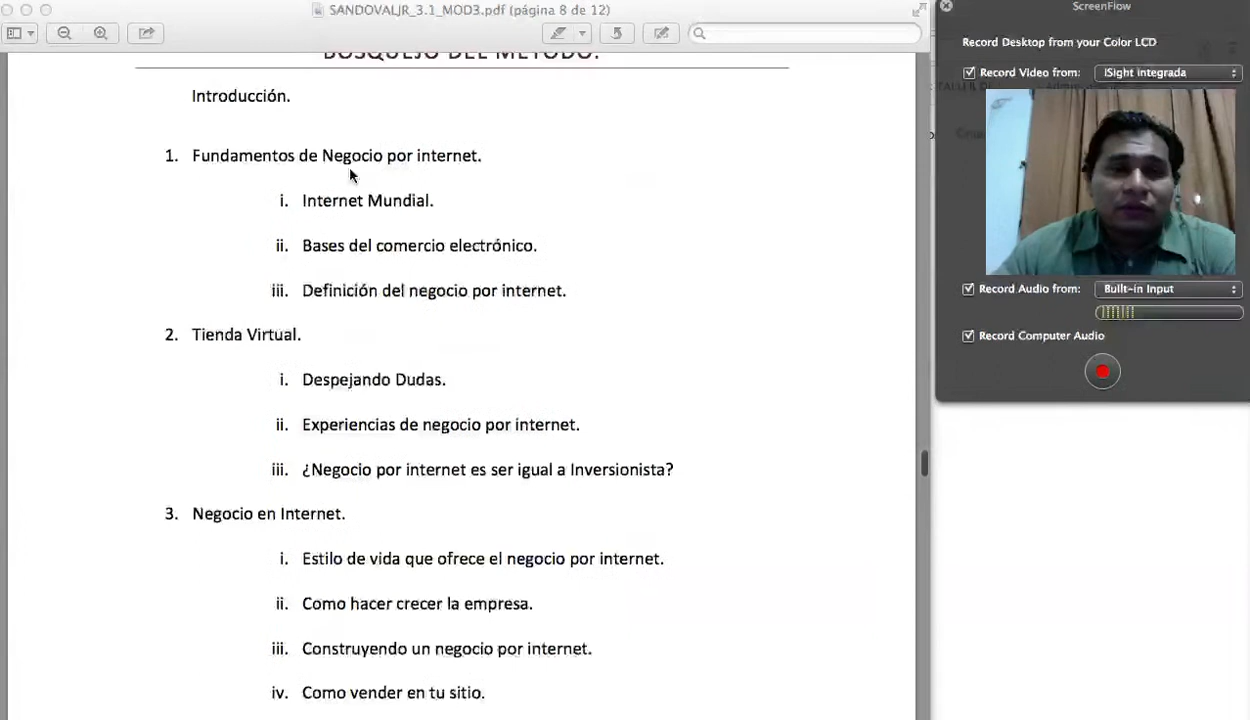 SANDOVALJR_3.1_MOD3.pdf (página 8 de 12)
BOSQUEJO DEL METODO.
Introducción.
1. Fundamentos de Negocio por internet.
i. Internet Mundial.
ii. Bases del comercio electrónico.
iii. Definición del negocio por internet.
2. Tienda Virtual.
i. Despejando Dudas.
ii. Experiencias de negocio por internet.
iii. ¿Negocio por internet es ser igual a Inversionista?
3. Negocio en Internet.
i. Estilo de vida que ofrece el negocio por internet.
ii. Como hacer crecer la empresa.
iii. Construyendo un negocio por internet.
iv. Como vender en tu sitio.
ScreenFlow
Record Desktop from your Color LCD
Record Video from: iSight integrada
Record Audio from: Built-in Input
Record Computer Audio